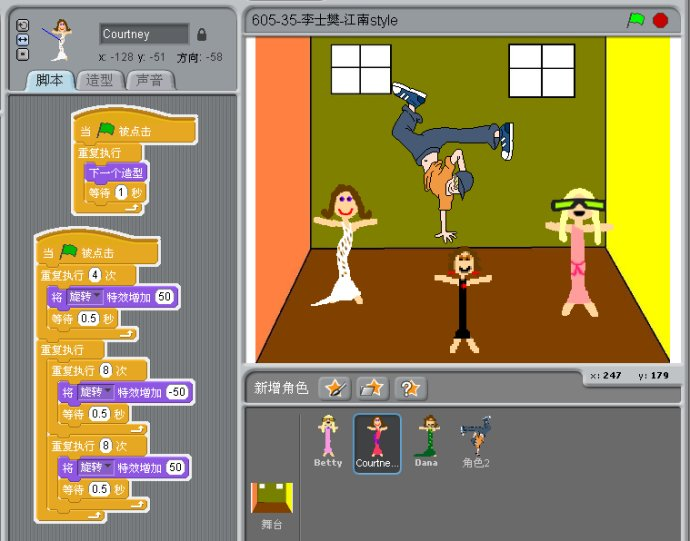 Courtney
x: -128 y: -51 方向: -58
脚本 造型 声音
当 被点击
重复执行
下一个造型
等待 1 秒
当 被点击
重复执行 4 次
将 旋转 特效增加 50
等待 0.5 秒
重复执行
重复执行 8 次
将 旋转 特效增加 -50
等待 0.5 秒
重复执行 8 次
将 旋转 特效增加 50
等待 0.5 秒
605-35-李士樊-江南style
x: 247 y: 179
新增角色
?
Betty Courtne... Dana 角色2
舞台